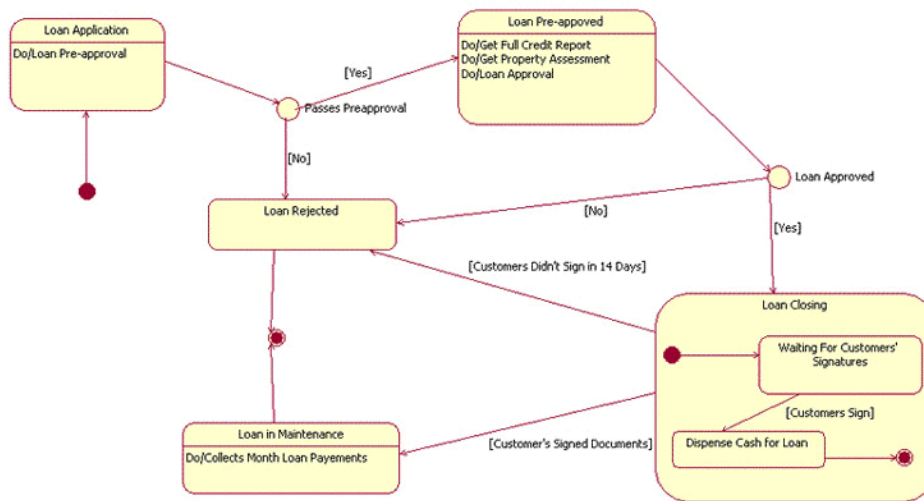 Loan Application
Do/Loan Pre-approval
Loan Pre-appoved
Do/Get Full Credit Report
Do/Get Property Assessment
Do/Loan Approval
[Yes]
Passes Preapproval
[No]
Loan Approved
Loan Rejected
[No]
[Yes]
[Customers Didn't Sign in 14 Days]
Loan Closing
Waiting For Customers'
Signatures
[Customers Sign]
Dispense Cash for Loan
Loan in Maintenance
Do/Collects Month Loan Payements
[Customer's Signed Documents]